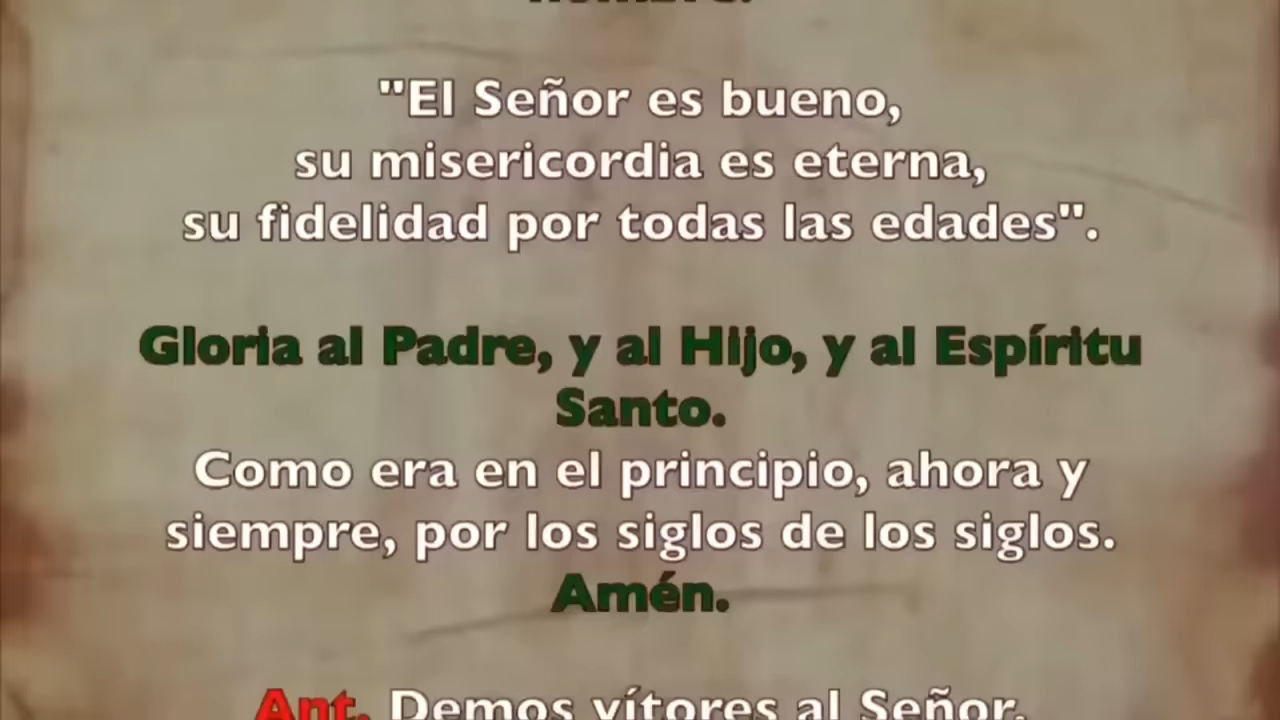 "El Señor es bueno,
su misericordia es eterna,
su fidelidad por todas las edades".
Gloria al Padre, y al Hijo, y al Espíritu
Santo.
Como era en el principio, ahora y
siempre, por los siglos de los siglos.
Amén.
Ant. Demos vítores al Señor,